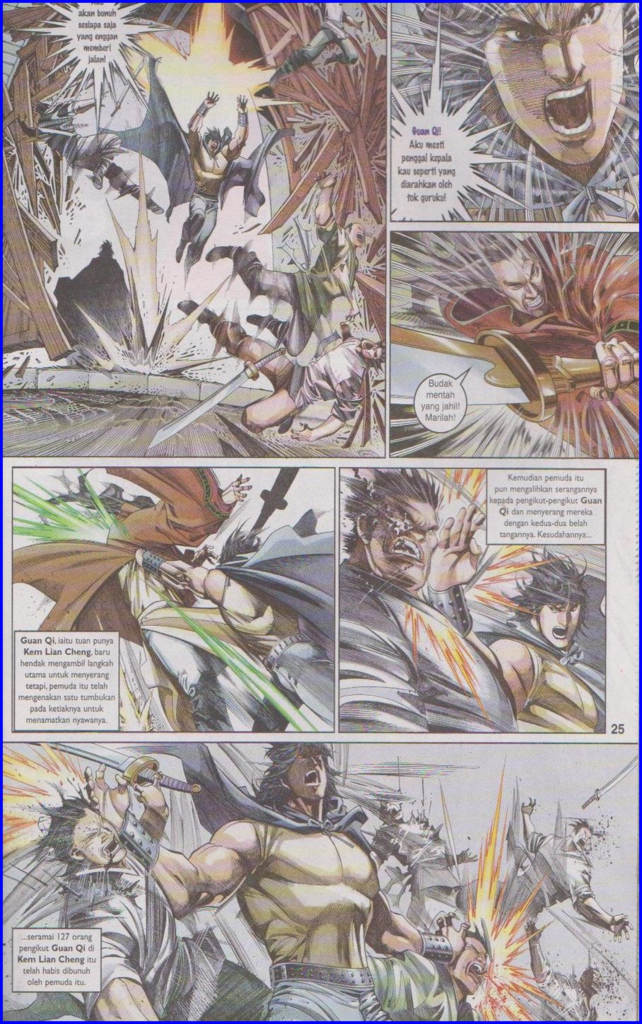 akan bunuh
sesiapa saja
yang enggan
memberi
jalan!
Guan Qi!
Aku mesti
penggal kepala
kau seperti yang
diarahkan oleh
tok guruku!
Budak
mentah
yang jahil!
Marilah!
Guan Qi, iaitu tuan punya
Kem Lian Cheng, baru
hendak mengambil langkah
utama untuk menyerang
tetapi, pemuda itu telah
mengenakan satu tumbukan
pada ketiaknya untuk
menamatkan nyawanya.
Kemudian pemuda itu
pun mengalihkan serangannya
kepada pengikut-pengikut Guan
Qi dan menyerang mereka
dengan kedua-dua belah
tangannya. Kesudahannya...
25
...seramai 127 orang
pengikut Guan Qi di
Kem Lian Cheng itu
telah habis dibunuh
oleh pemuda itu.